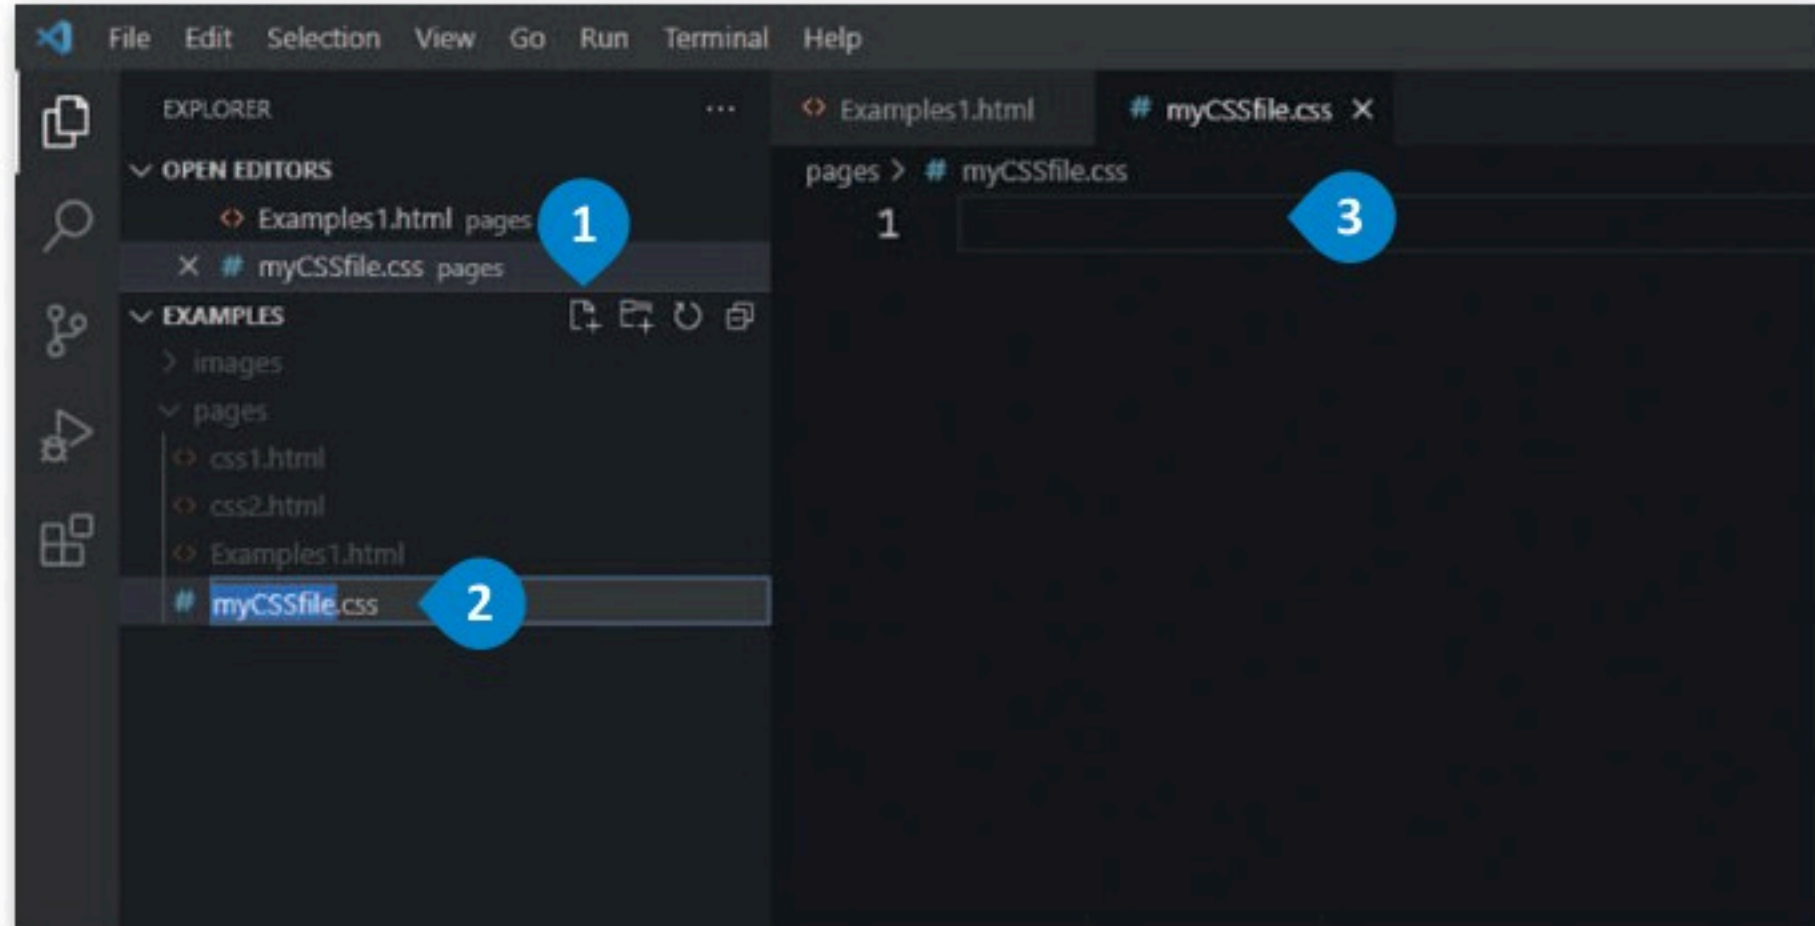 File Edit Selection View Go Run Terminal Help
EXPLORER ...
OPEN EDITORS
Examples1.html pages
myCSSfile.css pages
1
EXAMPLES
images
pages
css1.html
css2.html
Examples1.html
myCSSfile.css
2
Examples1.html # myCSSfile.css
pages > # myCSSfile.css
1
3